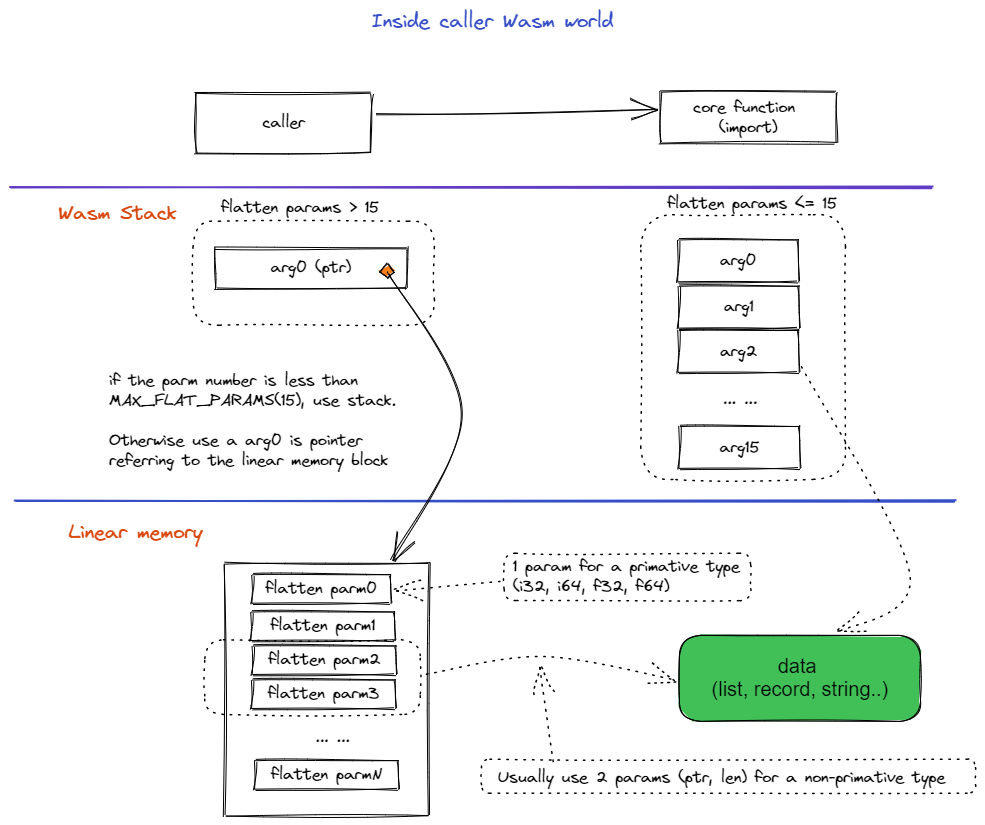 Inside caller Wasm world
caller
core function
(import)
Wasm Stack
flatten params > 15
flatten params <= 15
arg0 (ptr)
arg0
arg1
arg2
... ...
arg15
if the parm number is less than
MAX_FLAT_PARAMS(15), use stack.
Otherwise use a arg0 is pointer
referring to the linear memory block
Linear memory
flatten parm0
flatten parm1
flatten parm2
flatten parm3
... ...
flatten parmN
1 param for a primative type
(i32, i64, f32, f64)
data
(list, record, string..)
Usually use 2 params (ptr, len) for a non-primative type